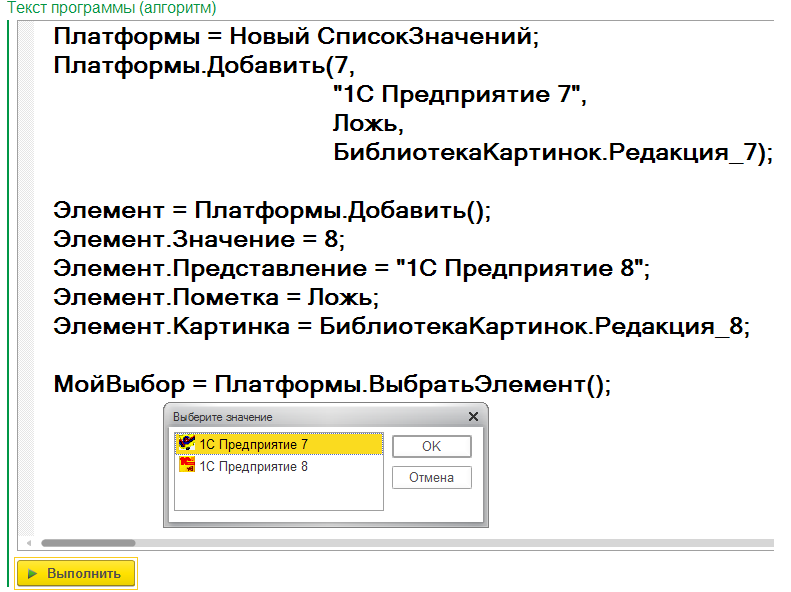 Текст программы (алгоритм)
Платформы = Новый СписокЗначений;
Платформы.Добавить(7,
"1С Предприятие 7",
Ложь,
БиблиотекаКартинок.Редакция_7);
Элемент = Платформы.Добавить();
Элемент.Значение = 8;
Элемент.Представление = "1С Предприятие 8";
Элемент.Пометка = Ложь;
Элемент.Картинка = БиблиотекаКартинок.Редакция_8;
МойВыбор = Платформы.ВыбратьЭлемент();
Выберите значение
1С Предприятие 7
OK
1С Предприятие 8
Отмена
Выполнить